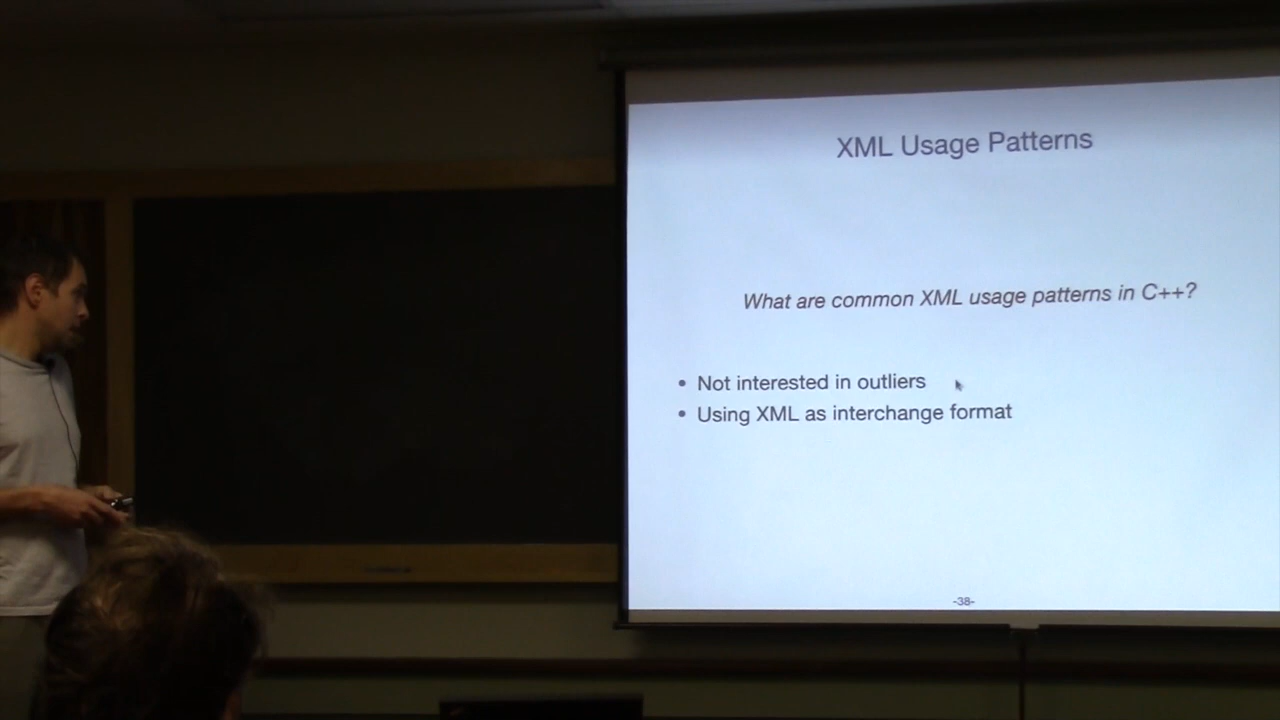 XML Usage Patterns
What are common XML usage patterns in C++?
• Not interested in outliers
• Using XML as interchange format
-38-